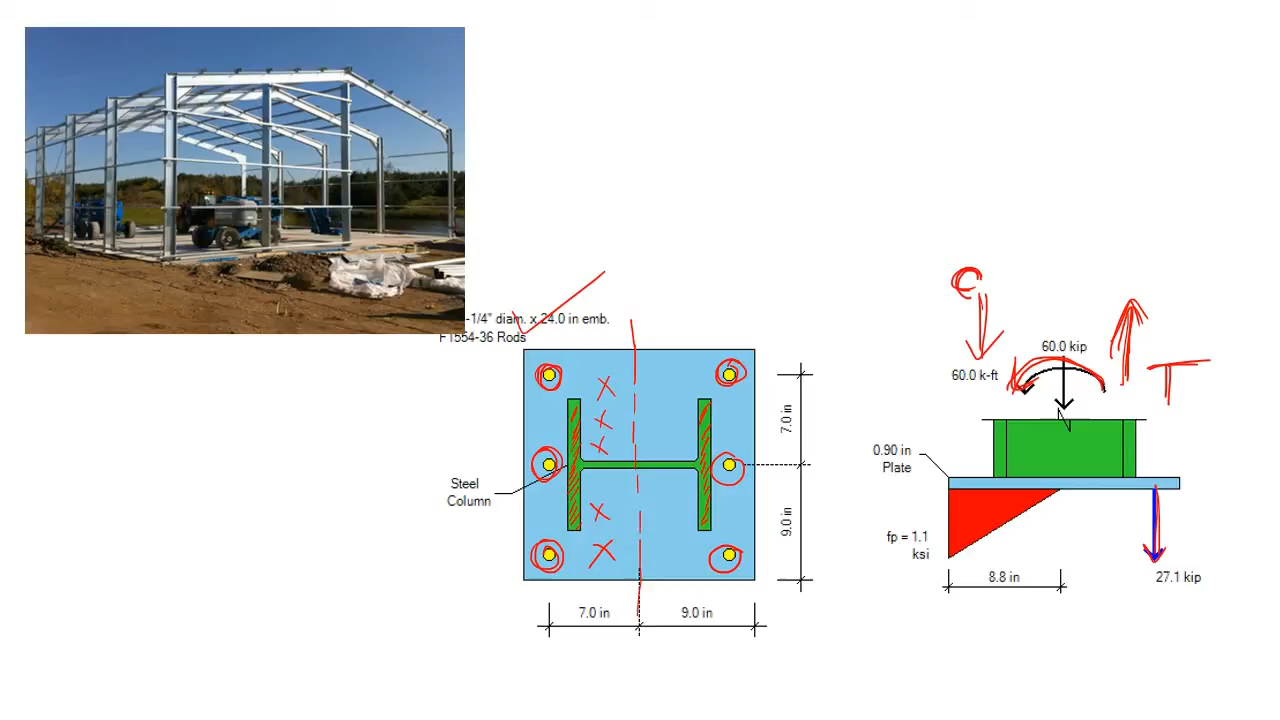 -1/4" diam. x 24.0 in emb.
F1554-36 Rods
Steel
Column
7.0 in
9.0 in
7.0 in
9.0 in
C
60.0 kip
60.0 k-ft
T
0.90 in
Plate
fp = 1.1
ksi
8.8 in
27.1 kip